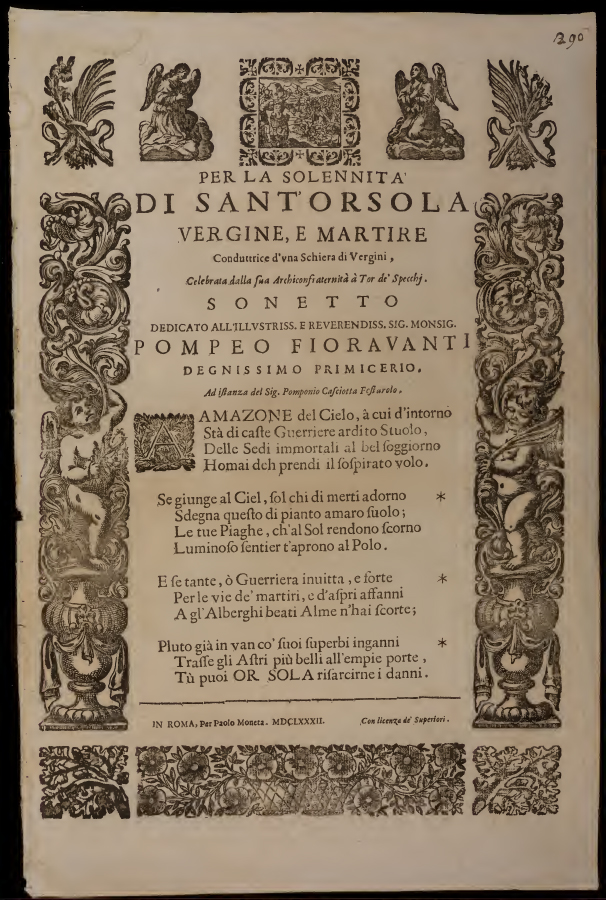 290
PER LA SOLENNITA'
DI SANT'ORSOLA
VERGINE, E MARTIRE
Conduttrice d'vna Schiera di Vergini,
Celebrata dalla ſua Archiconfraternità à Tor de' Specchj.
SONETTO
DEDICATO ALL'ILLVSTRISS. E REVERENDISS. SIG. MONSIG.
POMPEO FIORAVANTI
DEGNISSIMO PRIMICERIO.
Ad iſtanza del Sig. Pomponio Caſciotta Feſtarolo.
AMAZONE del Cielo, à cui d'intorno
Stà di caſte Guerriere ardito Stuolo,
Delle Sedi immortali al bel ſoggiorno
Homai deh prendi il ſoſpirato volo.
Se giunge al Ciel, ſol chi di merti adorno *
Sdegna queſto di pianto amaro ſuolo;
Le tue Piaghe, ch'al Sol rendono ſcorno
Luminoſo ſentier t'aprono al Polo.
E ſe tante, ò Guerriera inuitta, e forte *
Per le vie de' martiri, e d'aſpri affanni
A gl'Alberghi beati Alme n'hai ſcorte;
Pluto già in van co' ſuoi ſuperbi inganni *
Traſſe gli Aſtri più belli all'empie porte,
Tù puoi OR SOLA riſarcirne i danni.
IN ROMA, Per Paolo Moneta. MDCLXXXII. Con licenza de' Superiori.